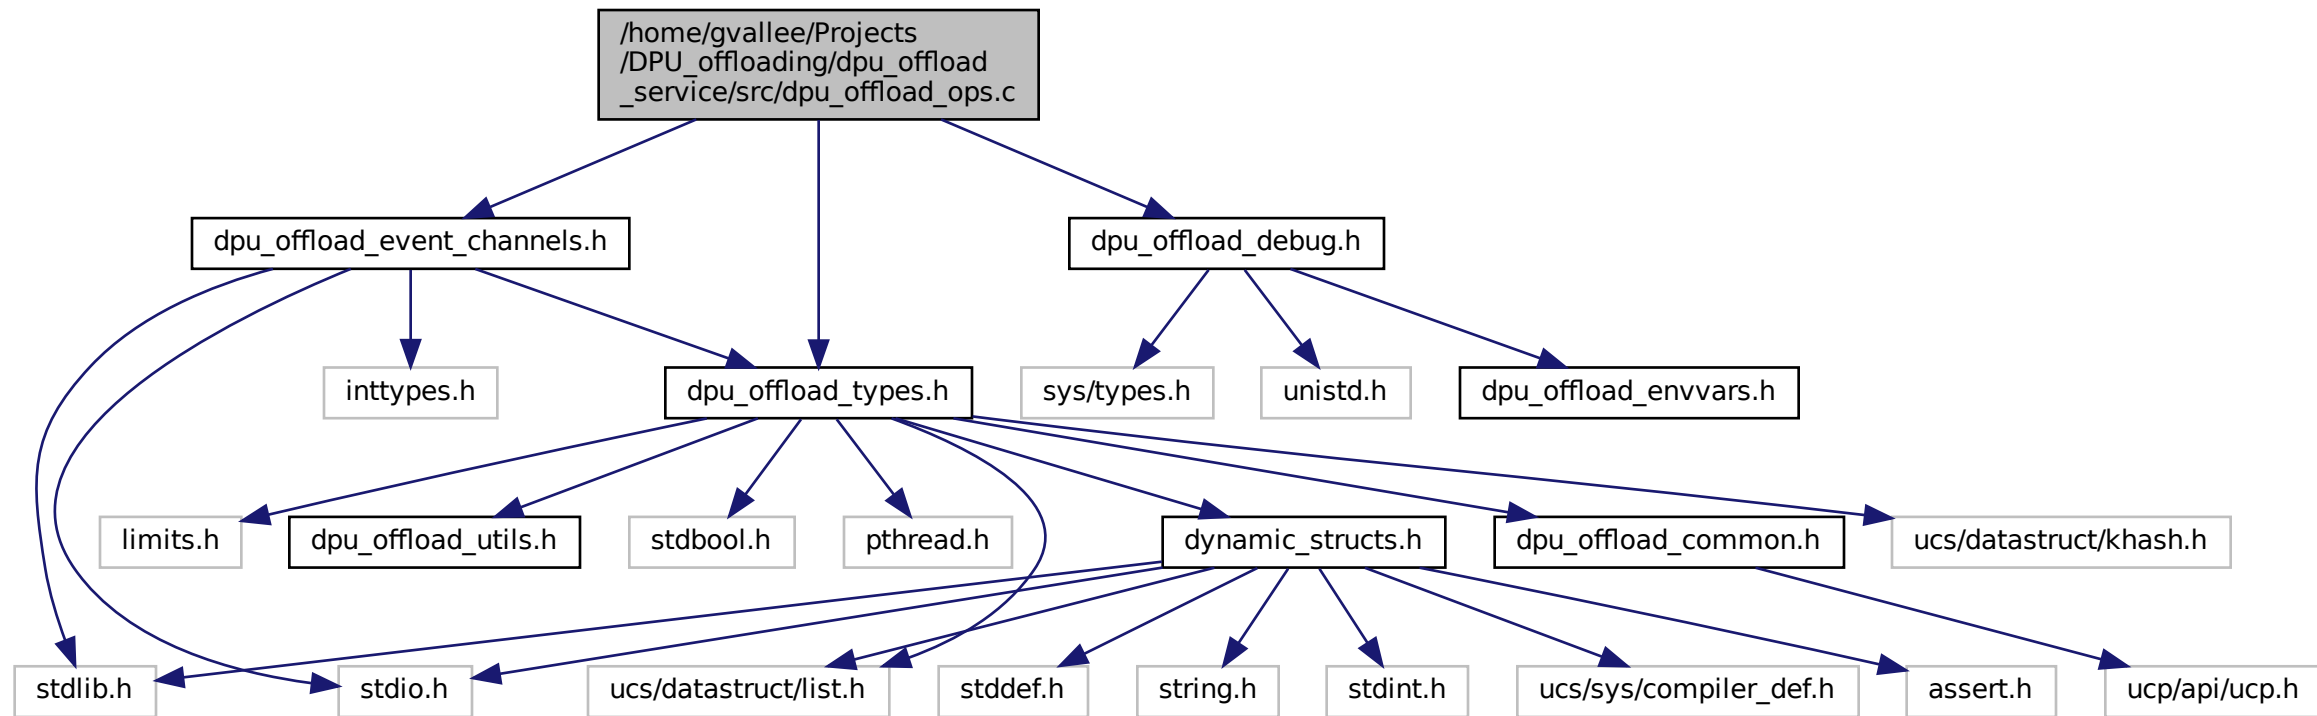 /home/gvallee/Projects
/DPU_offloading/dpu_offload
_service/src/dpu_offload_ops.c
dpu_offload_event_channels.h
dpu_offload_debug.h
inttypes.h
dpu_offload_types.h
sys/types.h
unistd.h
dpu_offload_envvars.h
limits.h
dpu_offload_utils.h
stdbool.h
pthread.h
dynamic_structs.h
dpu_offload_common.h
ucs/datastruct/khash.h
stdlib.h
stdio.h
ucs/datastruct/list.h
stddef.h
string.h
stdint.h
ucs/sys/compiler_def.h
assert.h
ucp/api/ucp.h